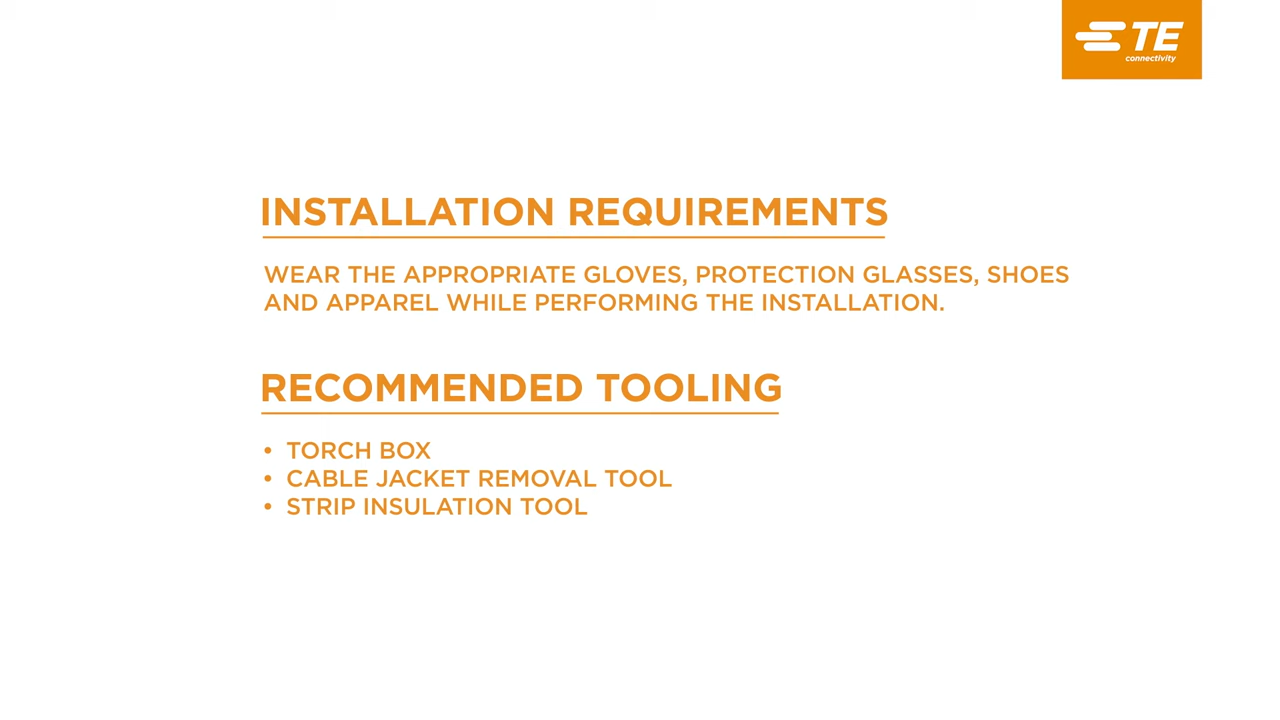 TE
connectivity
INSTALLATION REQUIREMENTS
WEAR THE APPROPRIATE GLOVES, PROTECTION GLASSES, SHOES
AND APPAREL WHILE PERFORMING THE INSTALLATION.
RECOMMENDED TOOLING
• TORCH BOX
• CABLE JACKET REMOVAL TOOL
• STRIP INSULATION TOOL